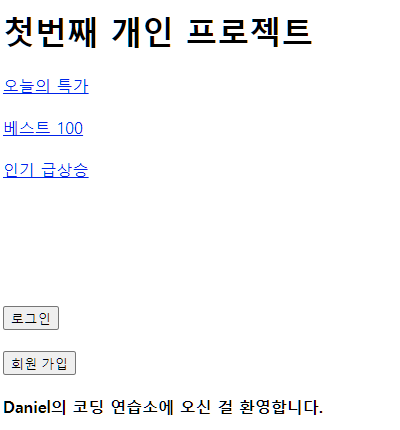 첫번째 개인 프로젝트
오늘의 특가
베스트 100
인기 급상승
로그인
회원 가입
Daniel의 코딩 연습소에 오신 걸 환영합니다.